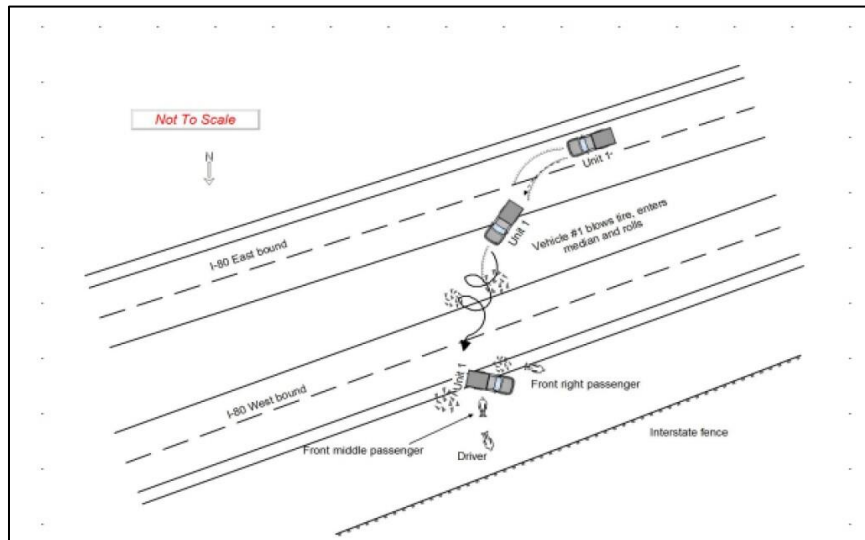 Not To Scale
N
Unit 1
Unit 1
Vehicle #1 blows tire, enters
median and rolls
I-80 East bound
Unit 1
Front right passenger
I-80 West bound
Front middle passenger
Driver
Interstate fence